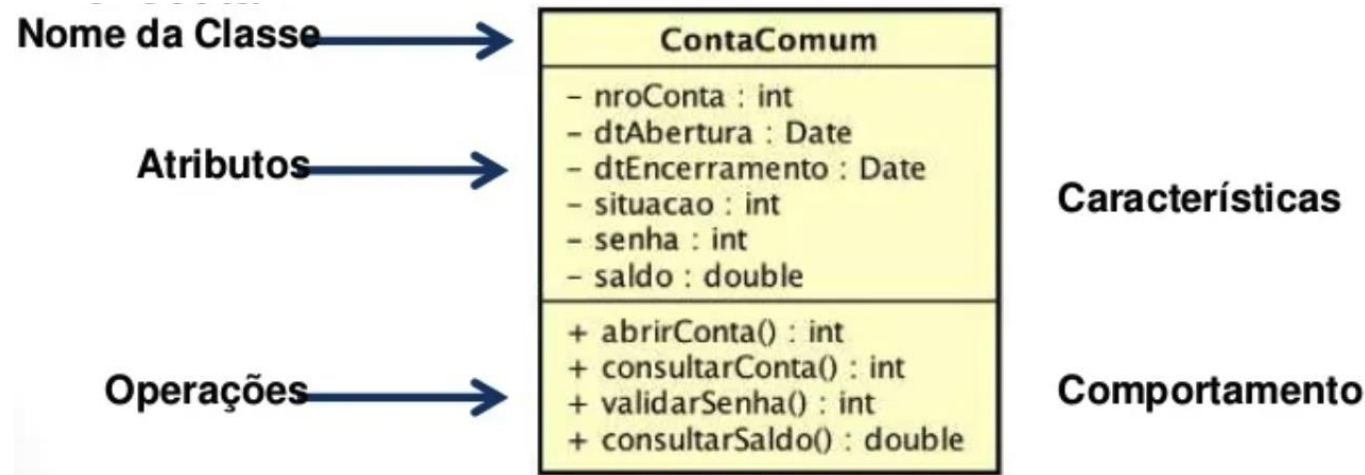 Nome da Classe
ContaComum
Atributos
- nroConta : int
- dtAbertura : Date
- dtEncerramento : Date
- situacao : int
- senha : int
- saldo : double
Características
Operações
+ abrirConta() : int
+ consultarConta() : int
+ validarSenha() : int
+ consultarSaldo() : double
Comportamento